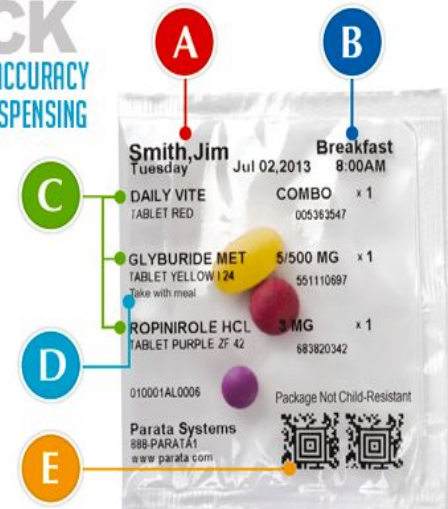 CK
ACCURACY
SPENSING
A
B
Smith,Jim
Breakfast
Tuesday Jul 02,2013 8:00AM
C
DAILY VITE COMBO x 1
TABLET RED 005363547
GLYBURIDE MET 5/500 MG x 1
TABLET YELLOW I 24 551110697
Take with meal
D
ROPINIROLE HCL 3 MG x 1
TABLET PURPLE ZF 42 683820342
010001AL0006
Package Not Child-Resistant
Parata Systems
888-PARATA1
www parata com
E